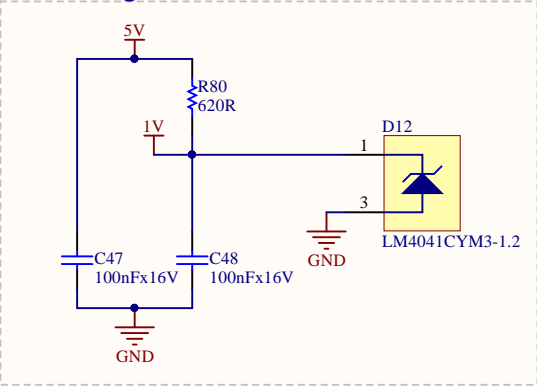 5V
R80
620R
1V
D12
1
3
GND
LM4041CYM3-1.2
C47
100nFx16V
C48
100nFx16V
GND